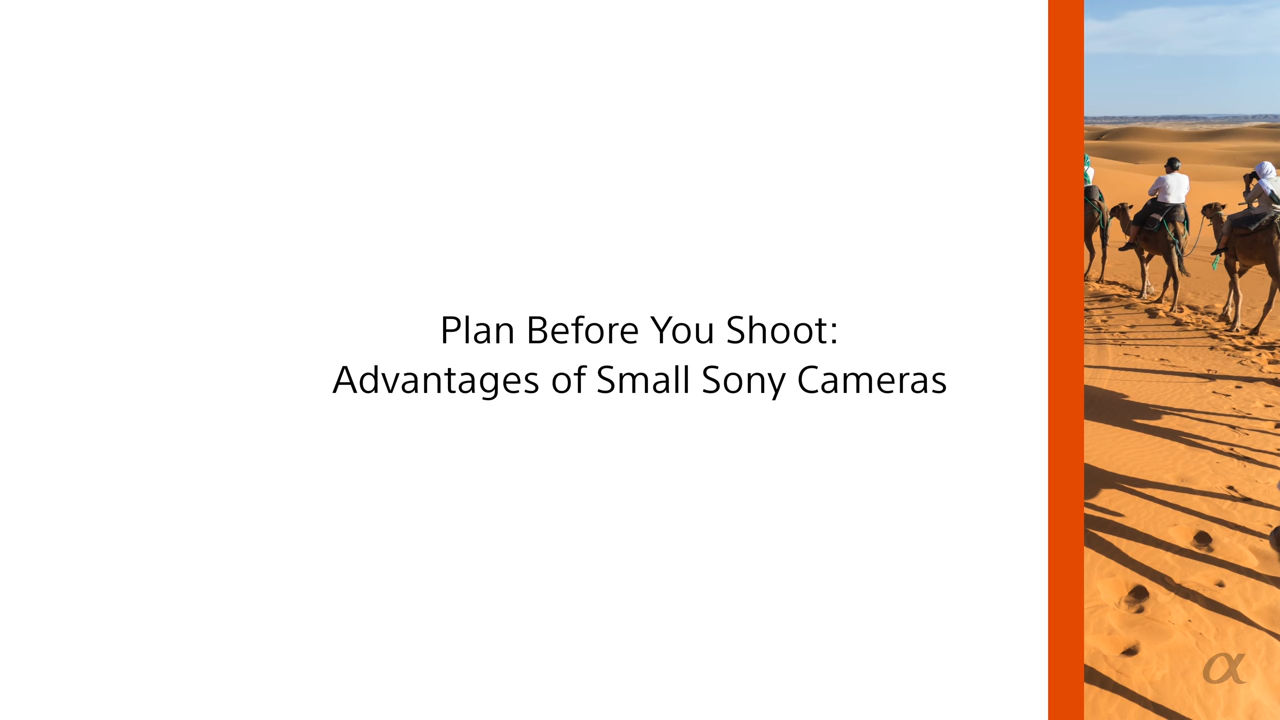 Plan Before You Shoot:
Advantages of Small Sony Cameras
α